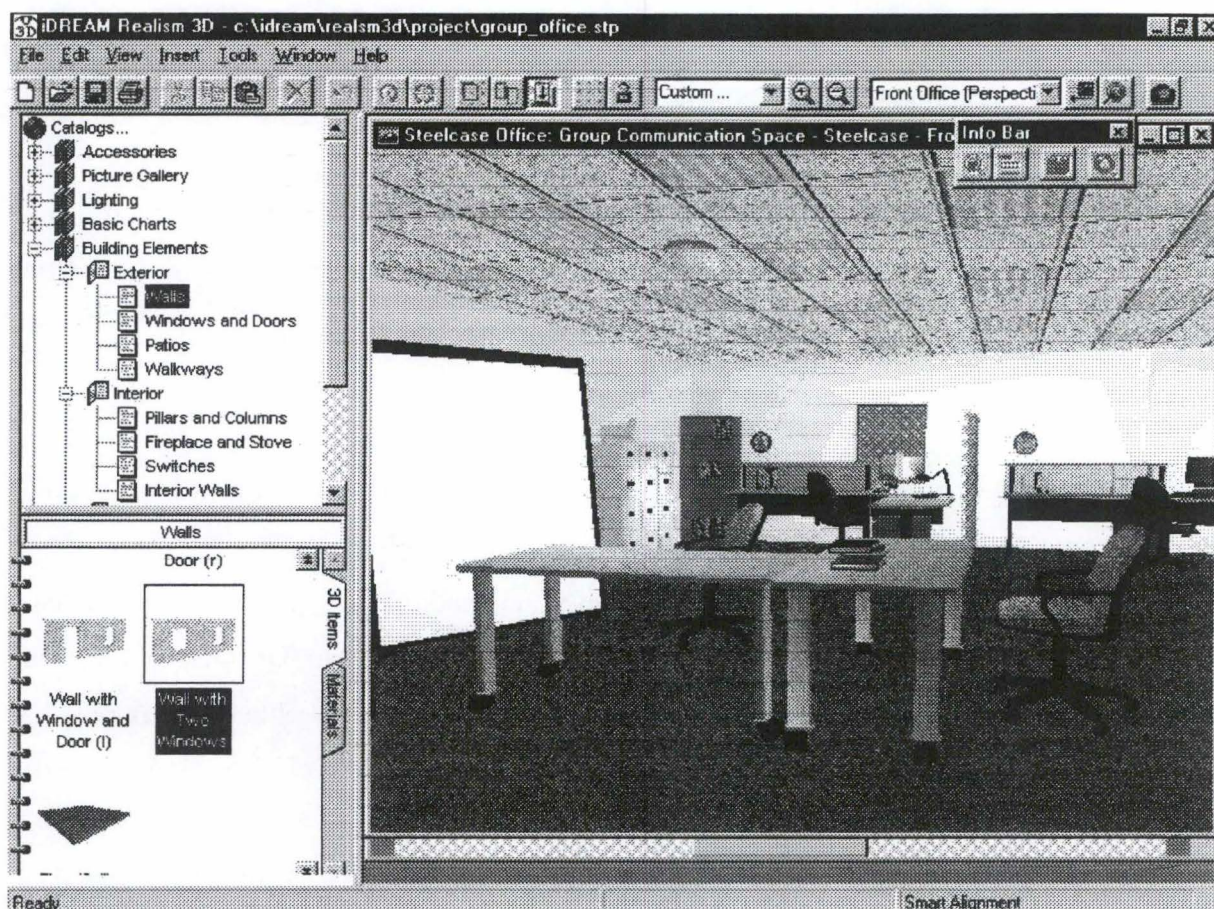 iDREAM Realism 3D - c:\idream\realsm3d\project\group_office.stp
File Edit View Insert Tools Window Help
Custom ... Front Office (Perspecti
Catalogs...
Accessories
Picture Gallery
Lighting
Basic Charts
Building Elements
Exterior
Walls
Windows and Doors
Patios
Walkways
Interior
Pillars and Columns
Fireplace and Stove
Switches
Interior Walls
Walls
Door (r)
Wall with
Window and
Door (l)
Wall with
Two
Windows
3D Items
Materials
Steelcase Office: Group Communication Space - Steelcase - Fro
Info Bar
Ready
Smart Alignment